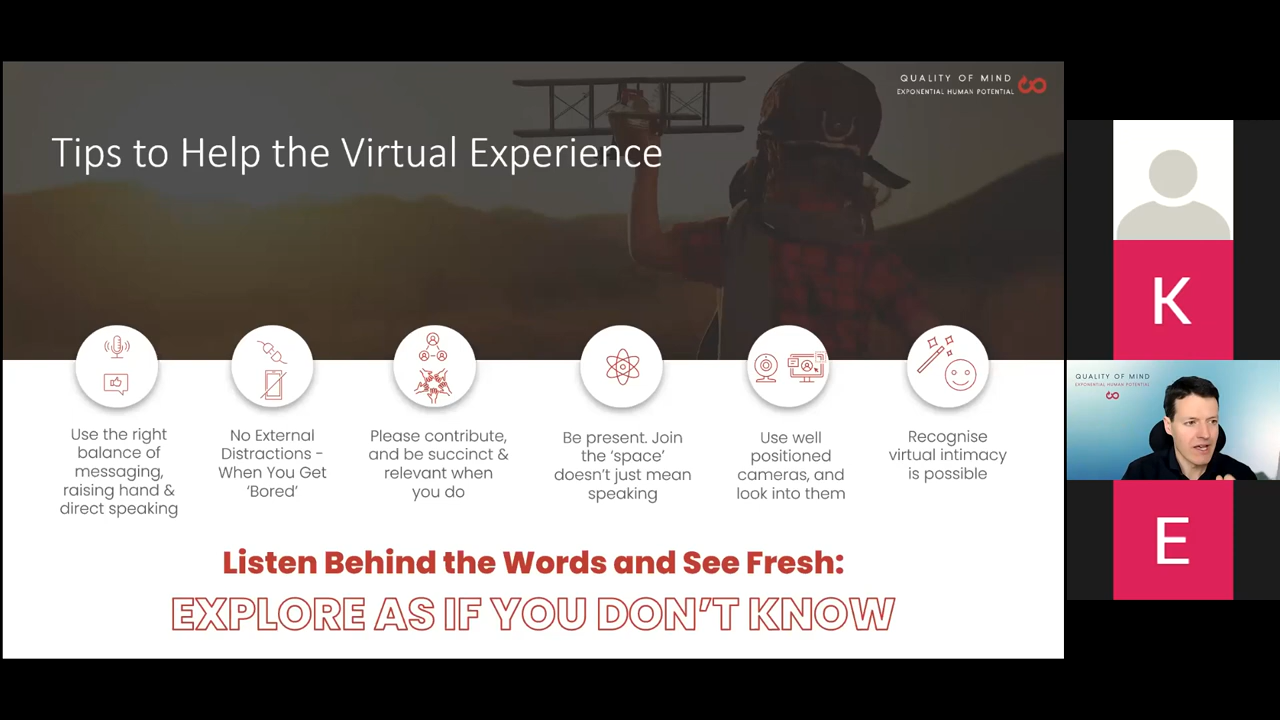 QUALITY OF MIND
EXPONENTIAL HUMAN POTENTIAL
Tips to Help the Virtual Experience
Use the right
balance of
messaging,
raising hand &
direct speaking
No External
Distractions -
When You Get
‘Bored’
Please contribute,
and be succinct &
relevant when
you do
Be present. Join
the ‘space’
doesn’t just mean
speaking
Use well
positioned
cameras, and
look into them
Recognise
virtual intimacy
is possible
Listen Behind the Words and See Fresh:
EXPLORE AS IF YOU DON’T KNOW
K
QUALITY OF MIND
EXPONENTIAL HUMAN POTENTIAL
E